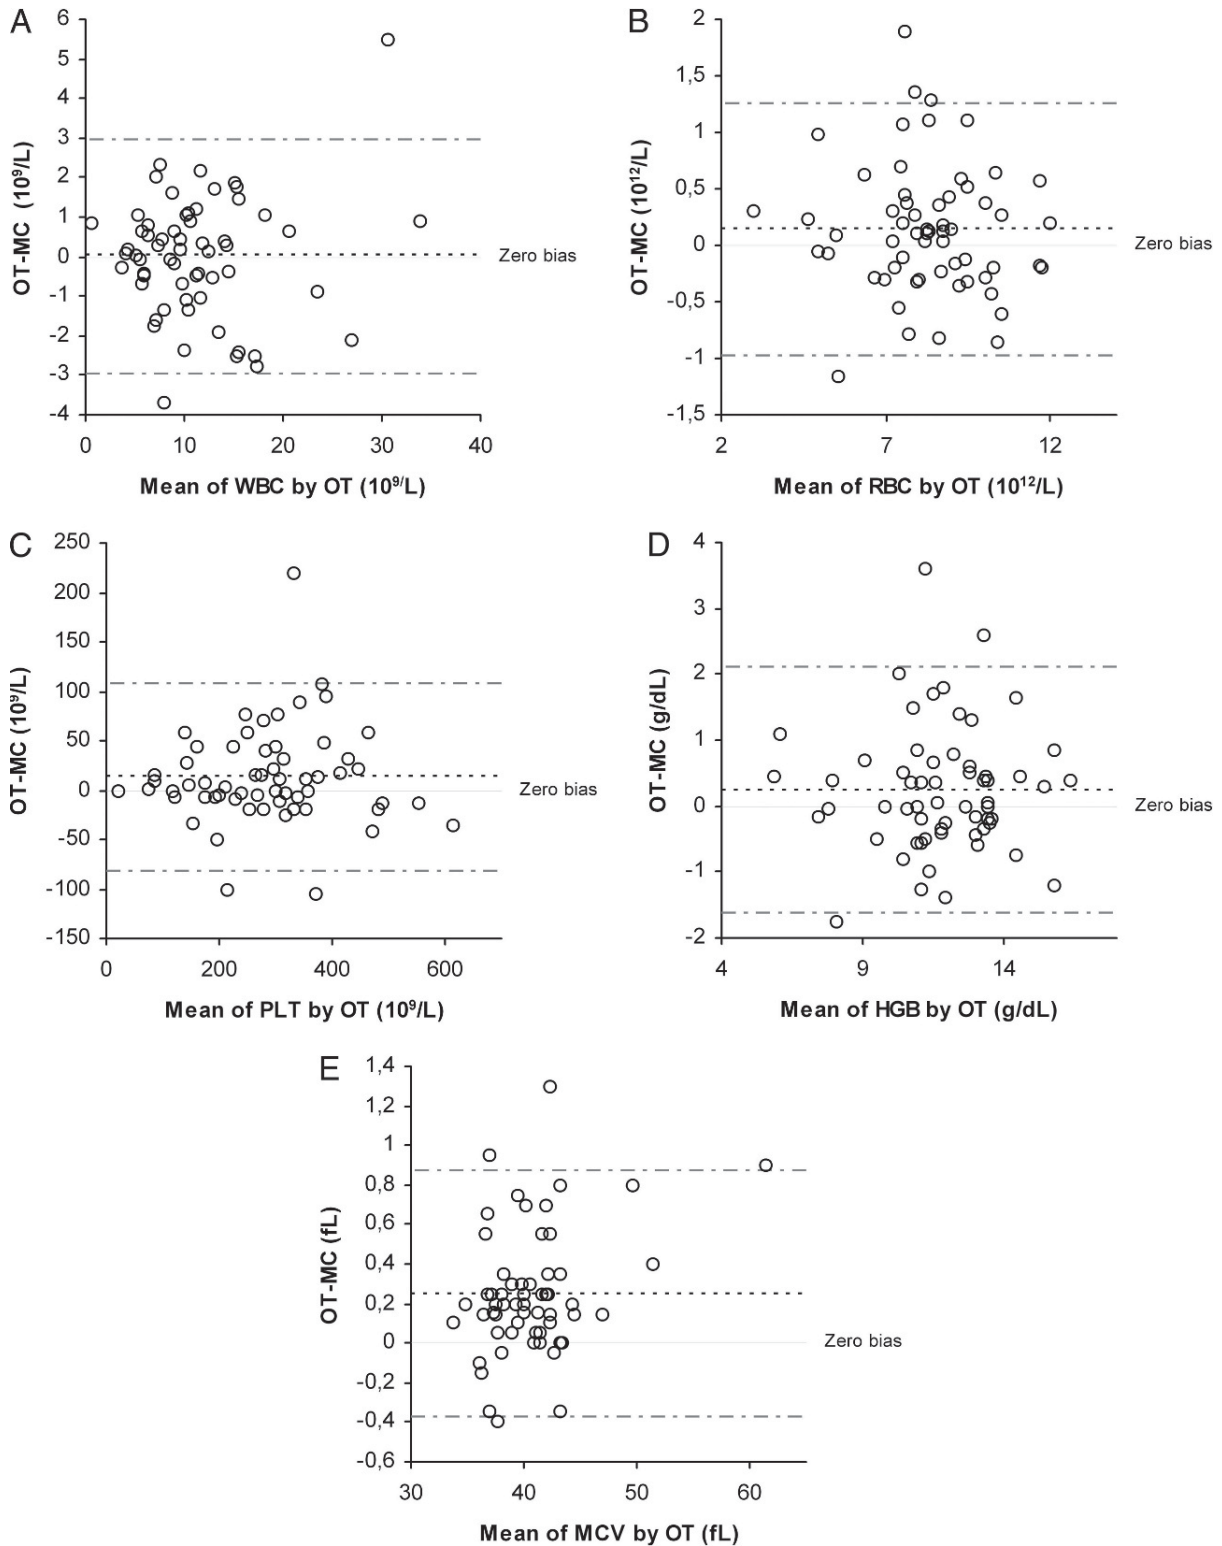 A
6
5
4
3
2
1
0
-1
-2
-3
-4
OT-MC (10⁹/L)
Zero bias
0 10 20 30 40
Mean of WBC by OT (10⁹/L)
B
2
1,5
1
0,5
0
-0,5
-1
-1,5
OT-MC (10¹²/L)
Zero bias
2 7 12
Mean of RBC by OT (10¹²/L)
C
250
200
150
100
50
0
-50
-100
-150
OT-MC (10⁹/L)
Zero bias
0 200 400 600
Mean of PLT by OT (10⁹/L)
D
4
3
2
1
0
-1
-2
OT-MC (g/dL)
Zero bias
4 9 14
Mean of HGB by OT (g/dL)
E
1,4
1,2
1
0,8
0,6
0,4
0,2
0
-0,2
-0,4
-0,6
OT-MC (fL)
Zero bias
30 40 50 60
Mean of MCV by OT (fL)